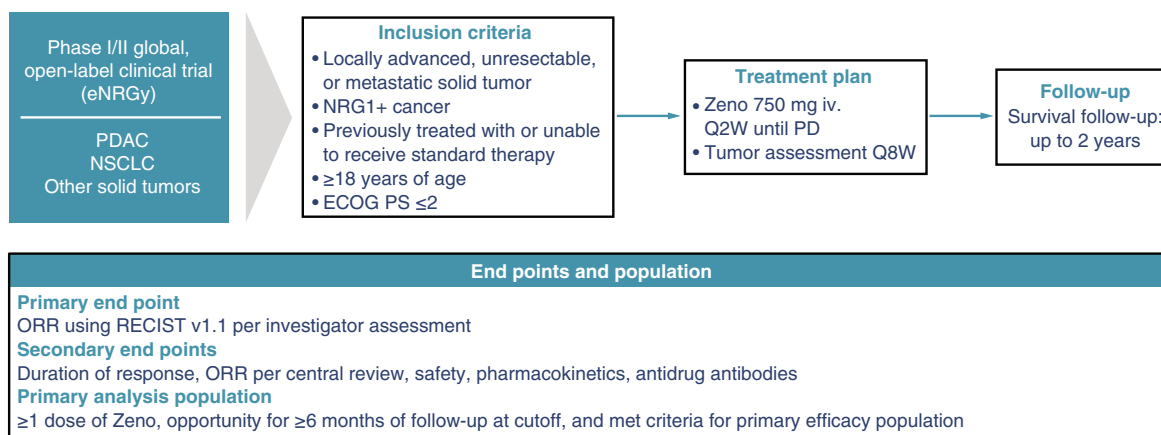 Phase I/II global,
open-label clinical trial
(eNRGy)
PDAC
NSCLC
Other solid tumors
Inclusion criteria
• Locally advanced, unresectable,
or metastatic solid tumor
• NRG1+ cancer
• Previously treated with or unable
to receive standard therapy
• ≥18 years of age
• ECOG PS ≤2
Treatment plan
• Zeno 750 mg iv.
Q2W until PD
• Tumor assessment Q8W
Follow-up
Survival follow-up:
up to 2 years
End points and population
Primary end point
ORR using RECIST v1.1 per investigator assessment
Secondary end points
Duration of response, ORR per central review, safety, pharmacokinetics, antidrug antibodies
Primary analysis population
≥1 dose of Zeno, opportunity for ≥6 months of follow-up at cutoff, and met criteria for primary efficacy population